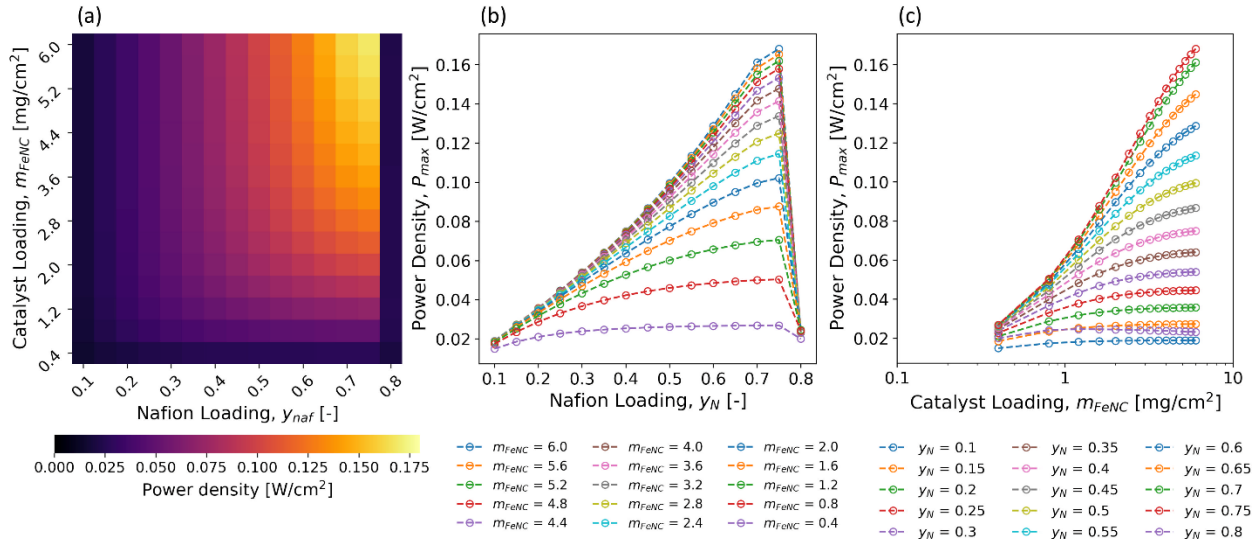 (a)
Catalyst Loading, m_FeNC [mg/cm²]
6.0
5.2
4.4
3.6
2.8
2.0
1.2
0.4
0.1
0.2
0.3
0.4
0.5
0.6
0.7
0.8
Nafion Loading, y_naf [-]
0.000 0.025 0.050 0.075 0.100 0.125 0.150 0.175
Power density [W/cm²]
(b)
Power Density, P_max [W/cm²]
0.16
0.14
0.12
0.10
0.08
0.06
0.04
0.02
0.1 0.2 0.3 0.4 0.5 0.6 0.7 0.8
Nafion Loading, y_N [-]
m_FeNC = 6.0 m_FeNC = 4.0 m_FeNC = 2.0
m_FeNC = 5.6 m_FeNC = 3.6 m_FeNC = 1.6
m_FeNC = 5.2 m_FeNC = 3.2 m_FeNC = 1.2
m_FeNC = 4.8 m_FeNC = 2.8 m_FeNC = 0.8
m_FeNC = 4.4 m_FeNC = 2.4 m_FeNC = 0.4
(c)
Power Density, P_max [W/cm²]
0.16
0.14
0.12
0.10
0.08
0.06
0.04
0.02
0.1 1 10
Catalyst Loading, m_FeNC [mg/cm²]
y_N = 0.1 y_N = 0.35 y_N = 0.6
y_N = 0.15 y_N = 0.4 y_N = 0.65
y_N = 0.2 y_N = 0.45 y_N = 0.7
y_N = 0.25 y_N = 0.5 y_N = 0.75
y_N = 0.3 y_N = 0.55 y_N = 0.8